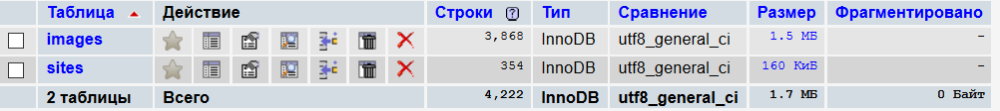 Таблица Действие Строки ? Тип Сравнение Размер Фрагментировано
images 3,868 InnoDB utf8_general_ci 1.5 МБ -
sites 354 InnoDB utf8_general_ci 160 КиБ -
2 таблицы Всего 4,222 InnoDB utf8_general_ci 1.7 МБ 0 Байт